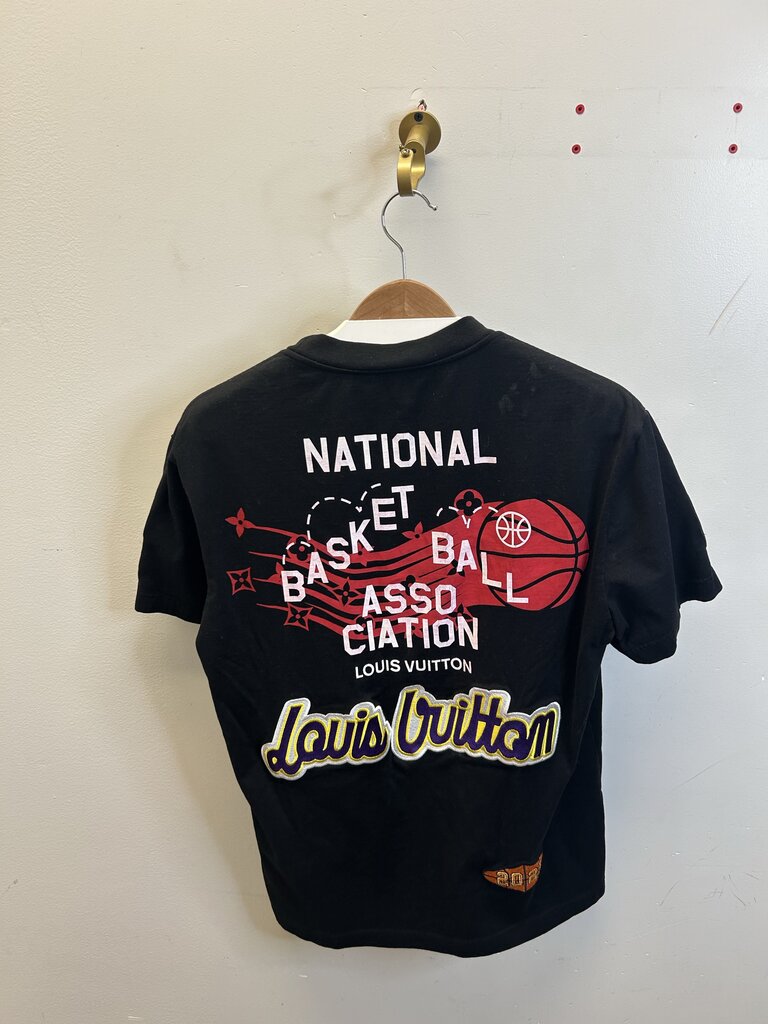 NATIONAL
BASKET BALL
ASSO
CIATION
LOUIS VUITTON
Louis Vuitton